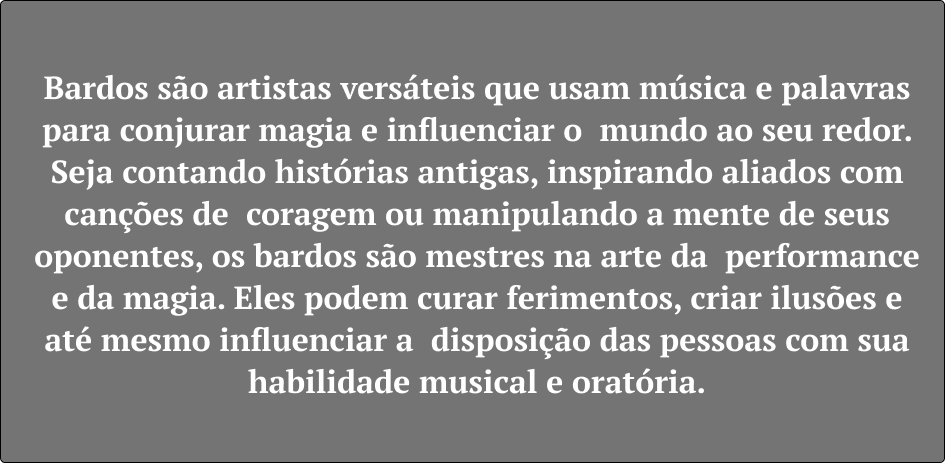 Bardos são artistas versáteis que usam música e palavras
para conjurar magia e influenciar o  mundo ao seu redor.
Seja contando histórias antigas, inspirando aliados com
canções de  coragem ou manipulando a mente de seus
oponentes, os bardos são mestres na arte da  performance
e da magia. Eles podem curar ferimentos, criar ilusões e
até mesmo influenciar a  disposição das pessoas com sua
habilidade musical e oratória.